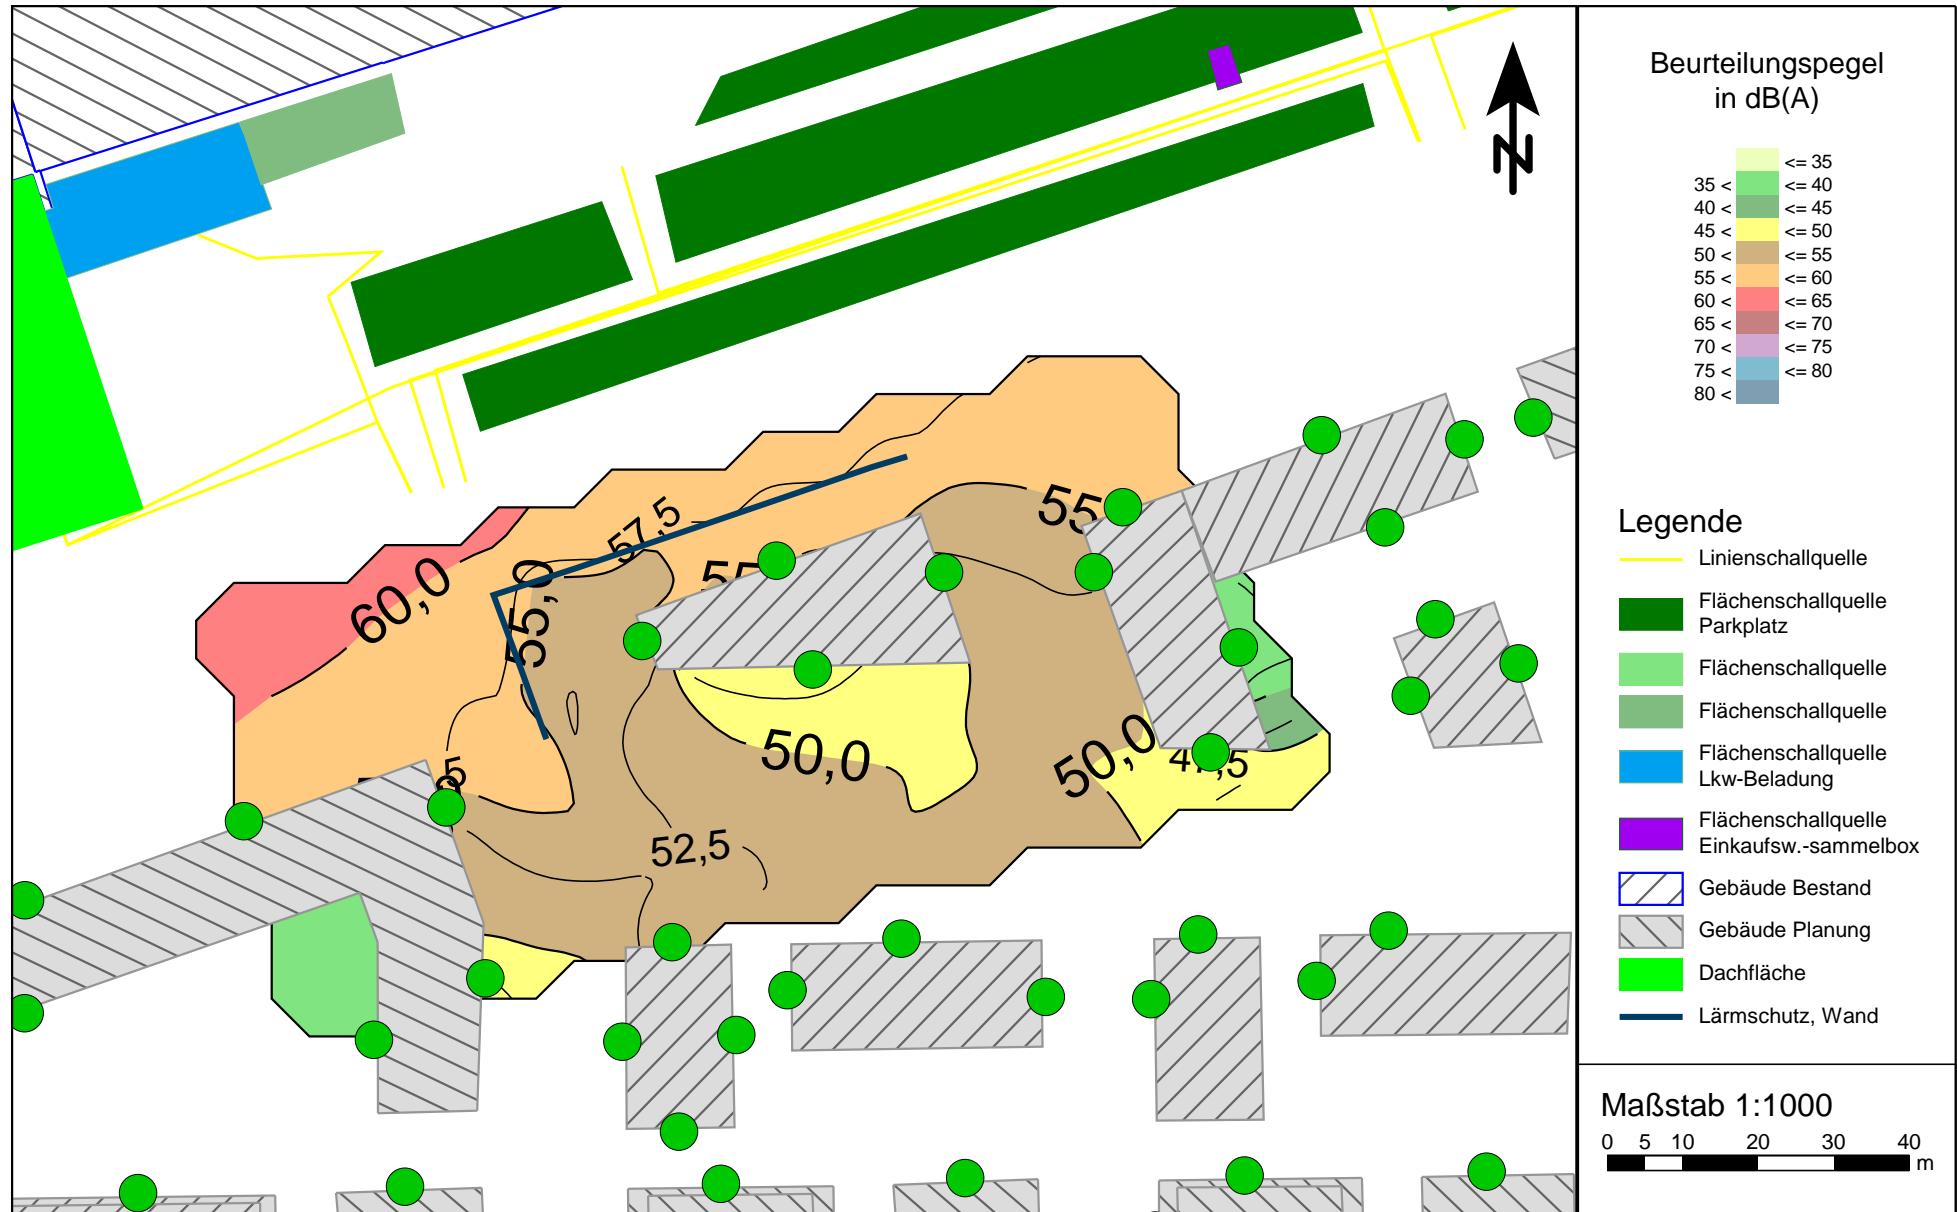 Beurteilungspegel
in dB(A)
<= 35
35 < <= 40
40 < <= 45
45 < <= 50
50 < <= 55
55 < <= 60
60 < <= 65
65 < <= 70
70 < <= 75
75 < <= 80
80 <
N
57,5
55
60,0
55,0
55
50,0
50,0
52,5
Legende
Linienschallquelle
Flächenschallquelle
Parkplatz
Flächenschallquelle
Flächenschallquelle
Flächenschallquelle
Lkw-Beladung
Flächenschallquelle
Einkaufsw.-sammelbox
Gebäude Bestand
Gebäude Planung
Dachfläche
Lärmschutz, Wand
Maßstab 1:1000
0 5 10 20 30 40
m